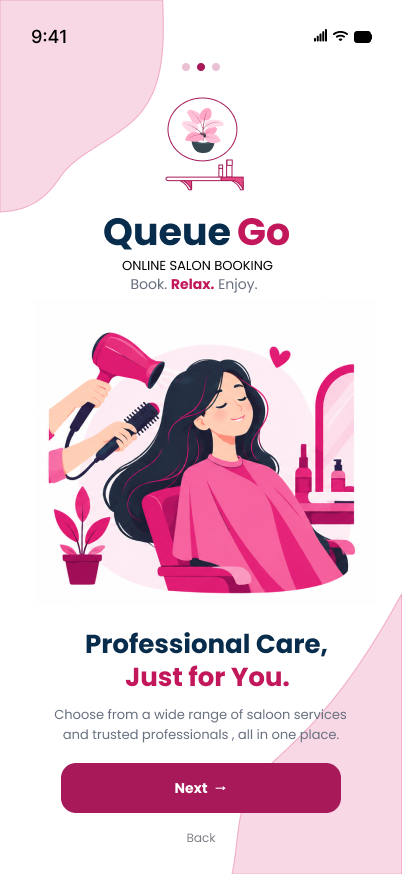 9:41
Queue Go
ONLINE SALON BOOKING
Book. Relax. Enjoy.
Professional Care,
Just for You.
Choose from a wide range of saloon services
and trusted professionals , all in one place.
Next →
Back